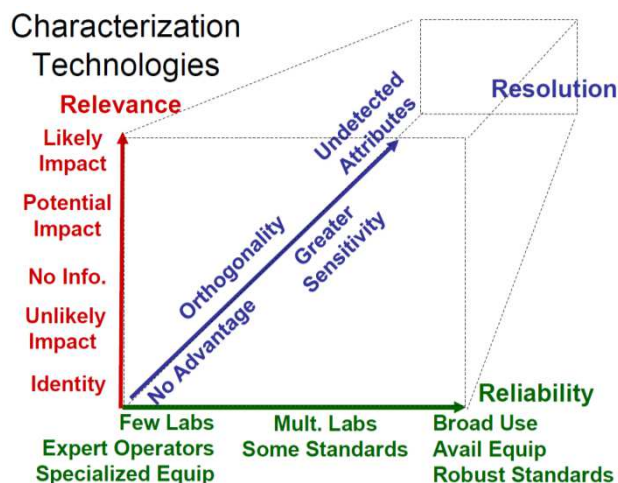 Characterization
Technologies
Relevance
Likely
Impact
Potential
Impact
No Info.
Unlikely
Impact
Identity
Resolution
Undetected
Attributes
Orthogonality
Greater
Sensitivity
No Advantage
Reliability
Few Labs
Expert Operators
Specialized Equip
Mult. Labs
Some Standards
Broad Use
Avail Equip
Robust Standards